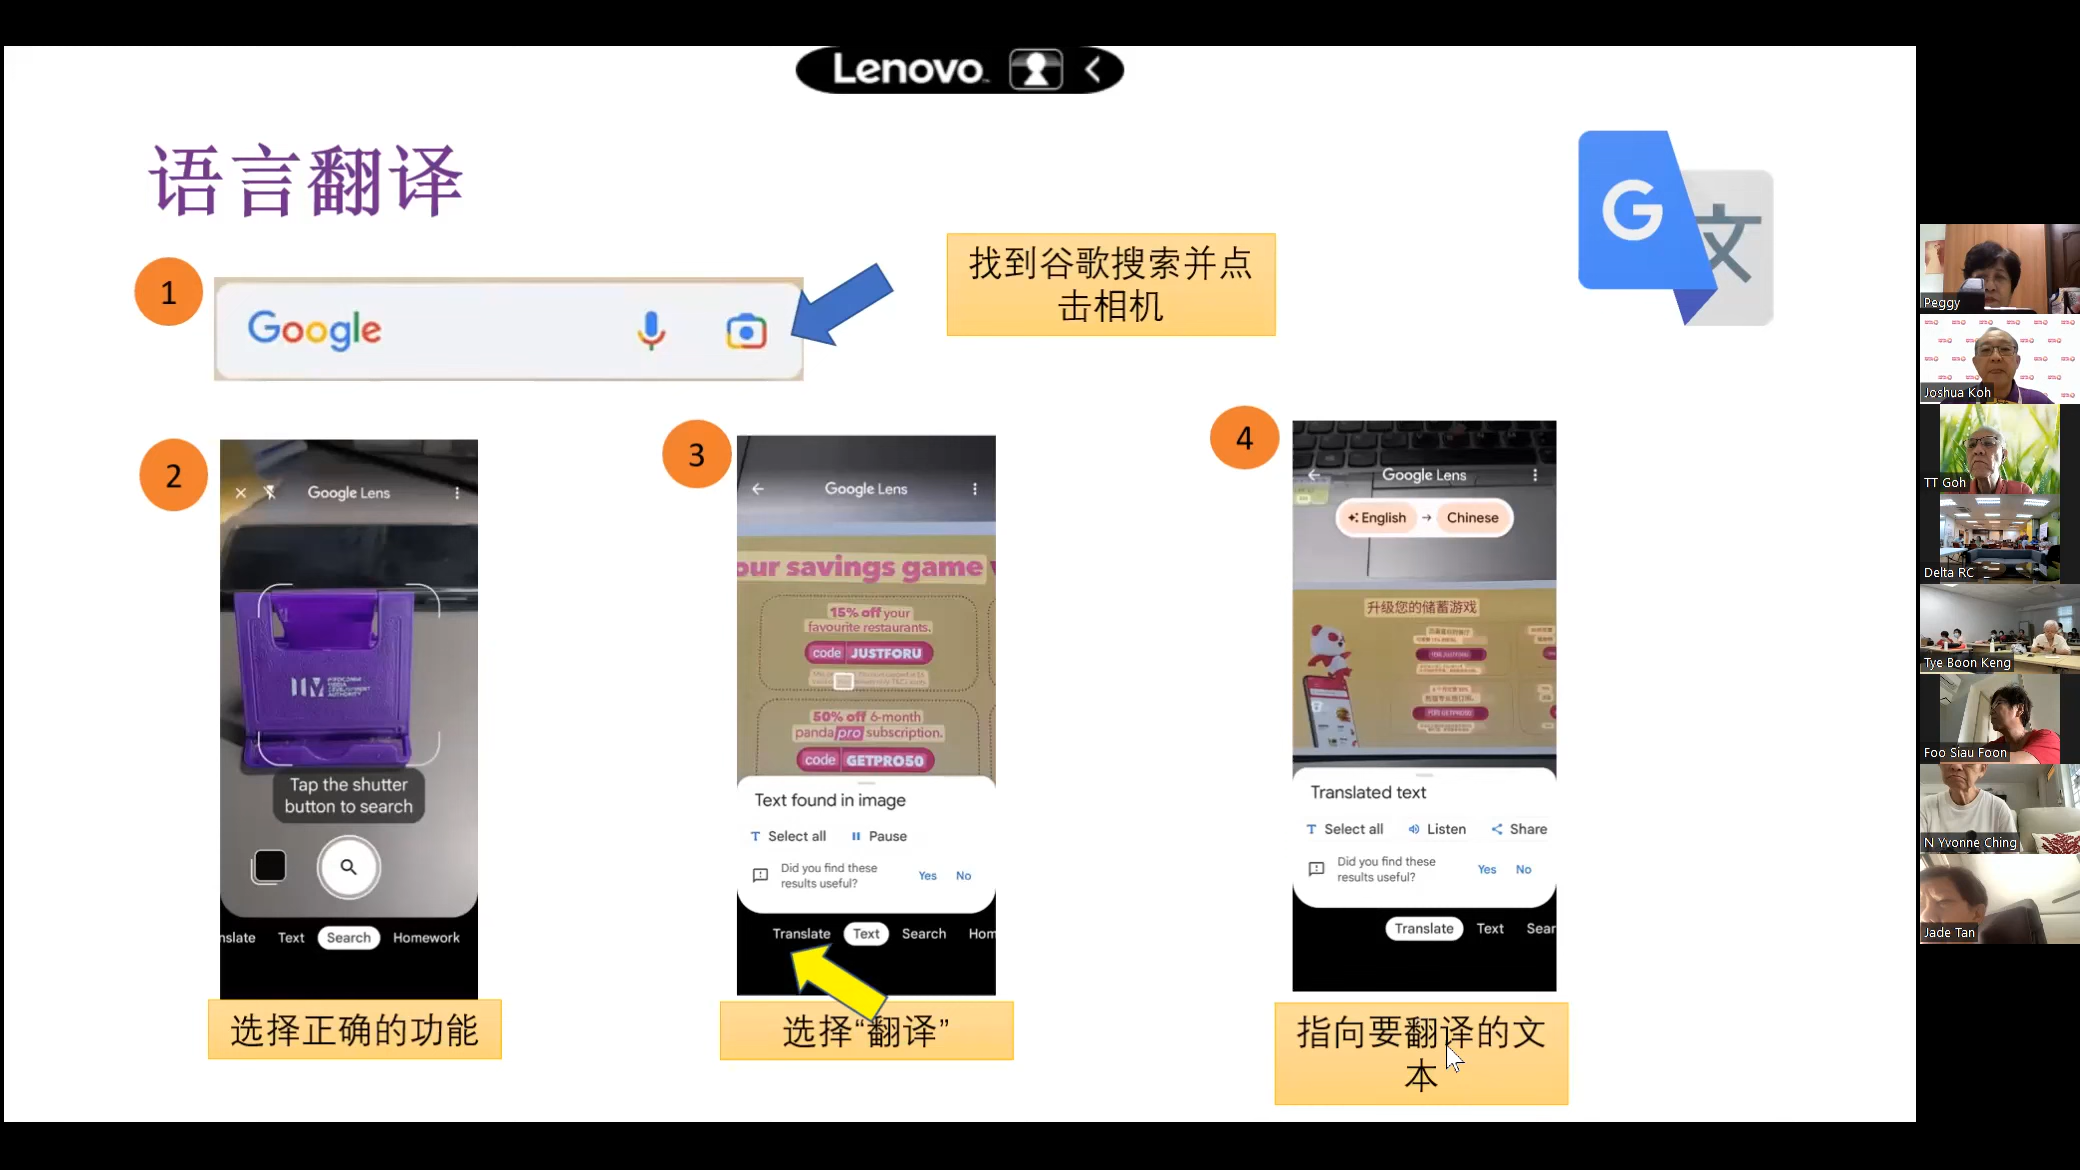 Lenovo
语言翻译
1
Google
找到谷歌搜索并点
击相机
G
文
2
Google Lens
INFOCOMM
MEDIA
DEVELOPMENT
AUTHORITY
Tap the shutter
button to search
nslate Text Search Homework
选择正确的功能
3
Google Lens
our savings game
15% off your
favourite restaurants.
code JUSTFORU
50% off 6-month
pandapro subscription.
code GETPRO50
Text found in image
Select all Pause
Did you find these
results useful? Yes No
Translate Text Search Hom
选择“翻译”
4
Google Lens
English → Chinese
升级您的储蓄游戏
Translated text
Select all Listen Share
Did you find these
results useful? Yes No
Translate Text Sear
指向要翻译的文
本
Peggy
Joshua Koh
TT Goh
Delta RC
Tye Boon Keng
Foo Siau Foon
N Yvonne Ching
Jade Tan